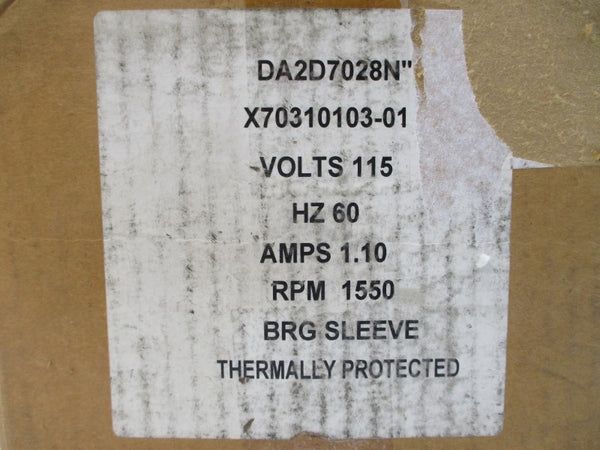 DA2D7028N"
X70310103-01
VOLTS 115
HZ 60
AMPS 1.10
RPM 1550
BRG SLEEVE
THERMALLY PROTECTED